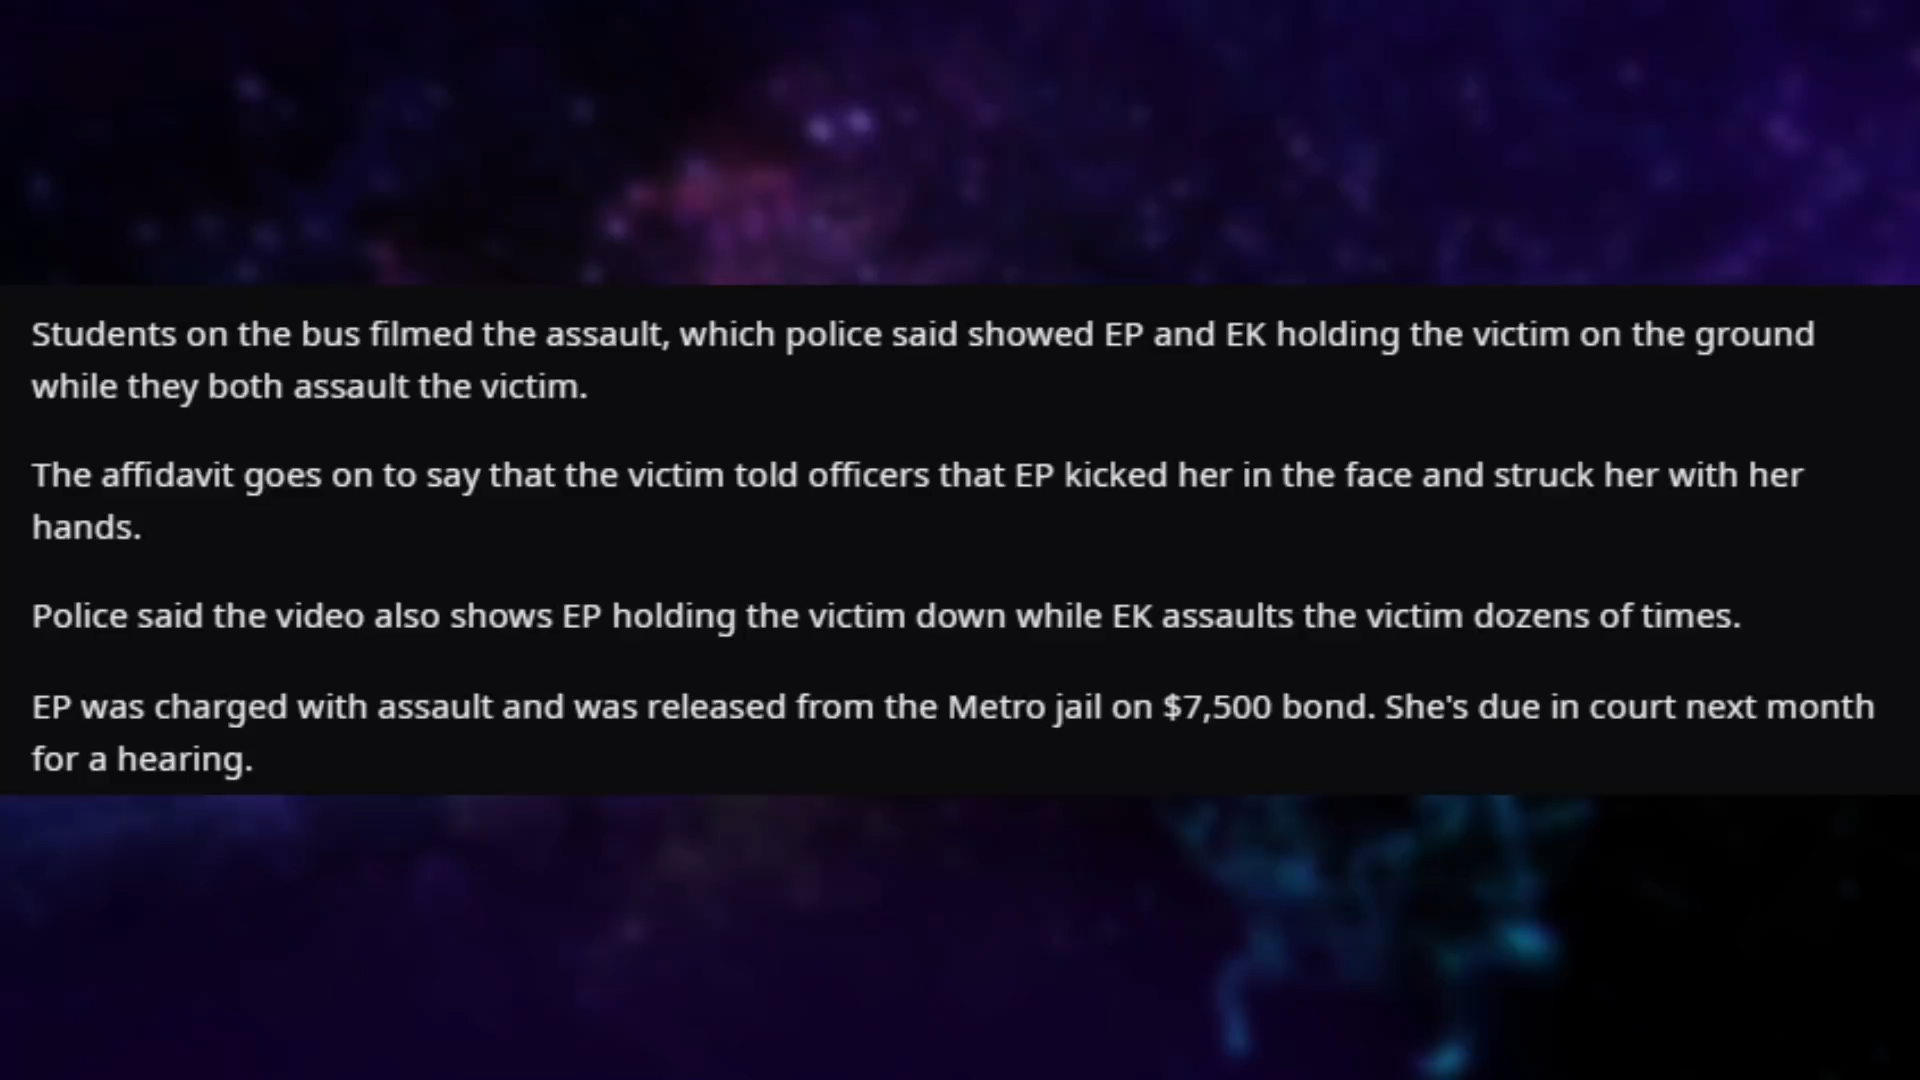 Students on the bus filmed the assault, which police said showed EP and EK holding the victim on the ground
while they both assault the victim.
The affidavit goes on to say that the victim told officers that EP kicked her in the face and struck her with her
hands.
Police said the video also shows EP holding the victim down while EK assaults the victim dozens of times.
EP was charged with assault and was released from the Metro jail on $7,500 bond. She's due in court next month
for a hearing.